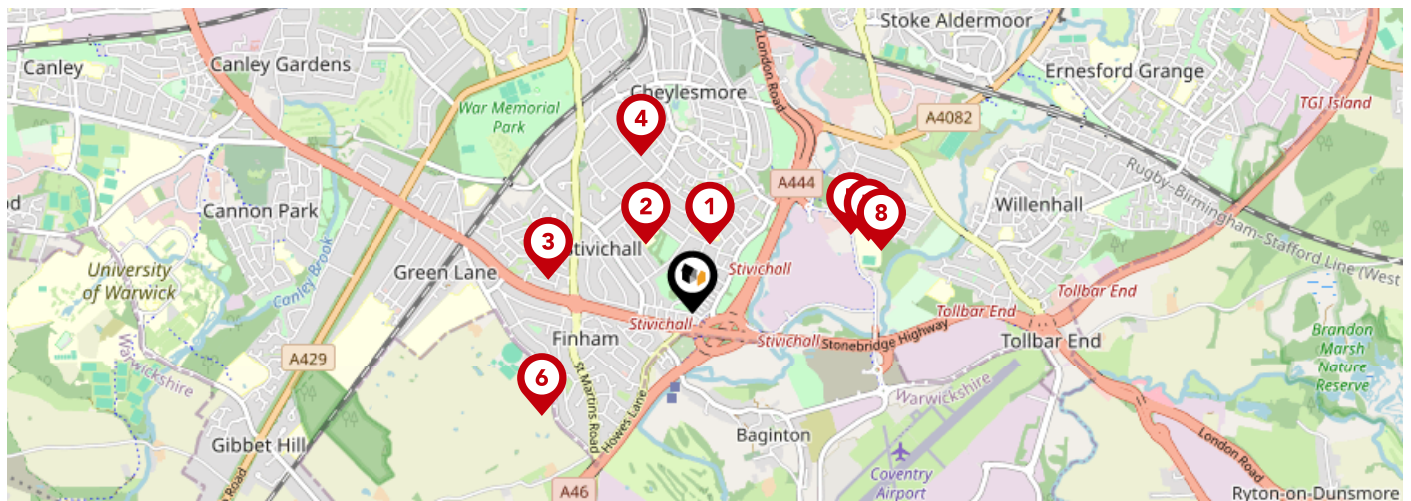 Stoke Aldermoor
Canley
Canley Gardens
London Road
Ernesford Grange
Cheylesmore
War Memorial
Park
TGI Island
4
A4082
A444
Rugby-Birmingham-Stafford Line (West
d
Cannon Park
2
1
8
Willenhall
3
Stivichall
University
of Warwick
Canley Brook
Green Lane
Stivichall
Tollbar End
Stivichall
Tollbar End
Warwickshire
Finham
Stivichall
Stonebridge Highway
Tollbar End
A429
6
St Martins Road
Howes Lane
Warwickshire
Brandon
Marsh
Nature
Reserve
Gibbet Hill
Baginton
London Road
Coventry
Airport
Road
A46
Ryton-on-Dunsmore